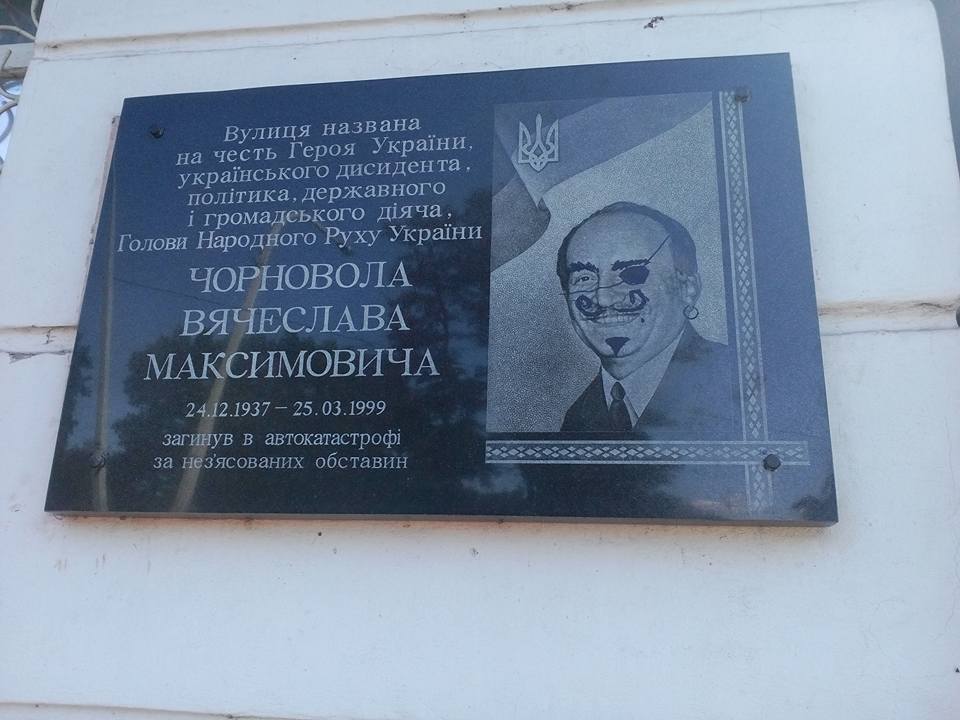 Вулиця названа
на честь Героя України,
українського дисидента,
політика, державного
і громадського діяча,
Голови Народного Руху України
ЧОРНОВОЛА
ВЯЧЕСЛАВА
МАКСИМОВИЧА
24.12.1937 – 25.03.1999
загинув в автокатастрофі
за нез'ясованих обставин